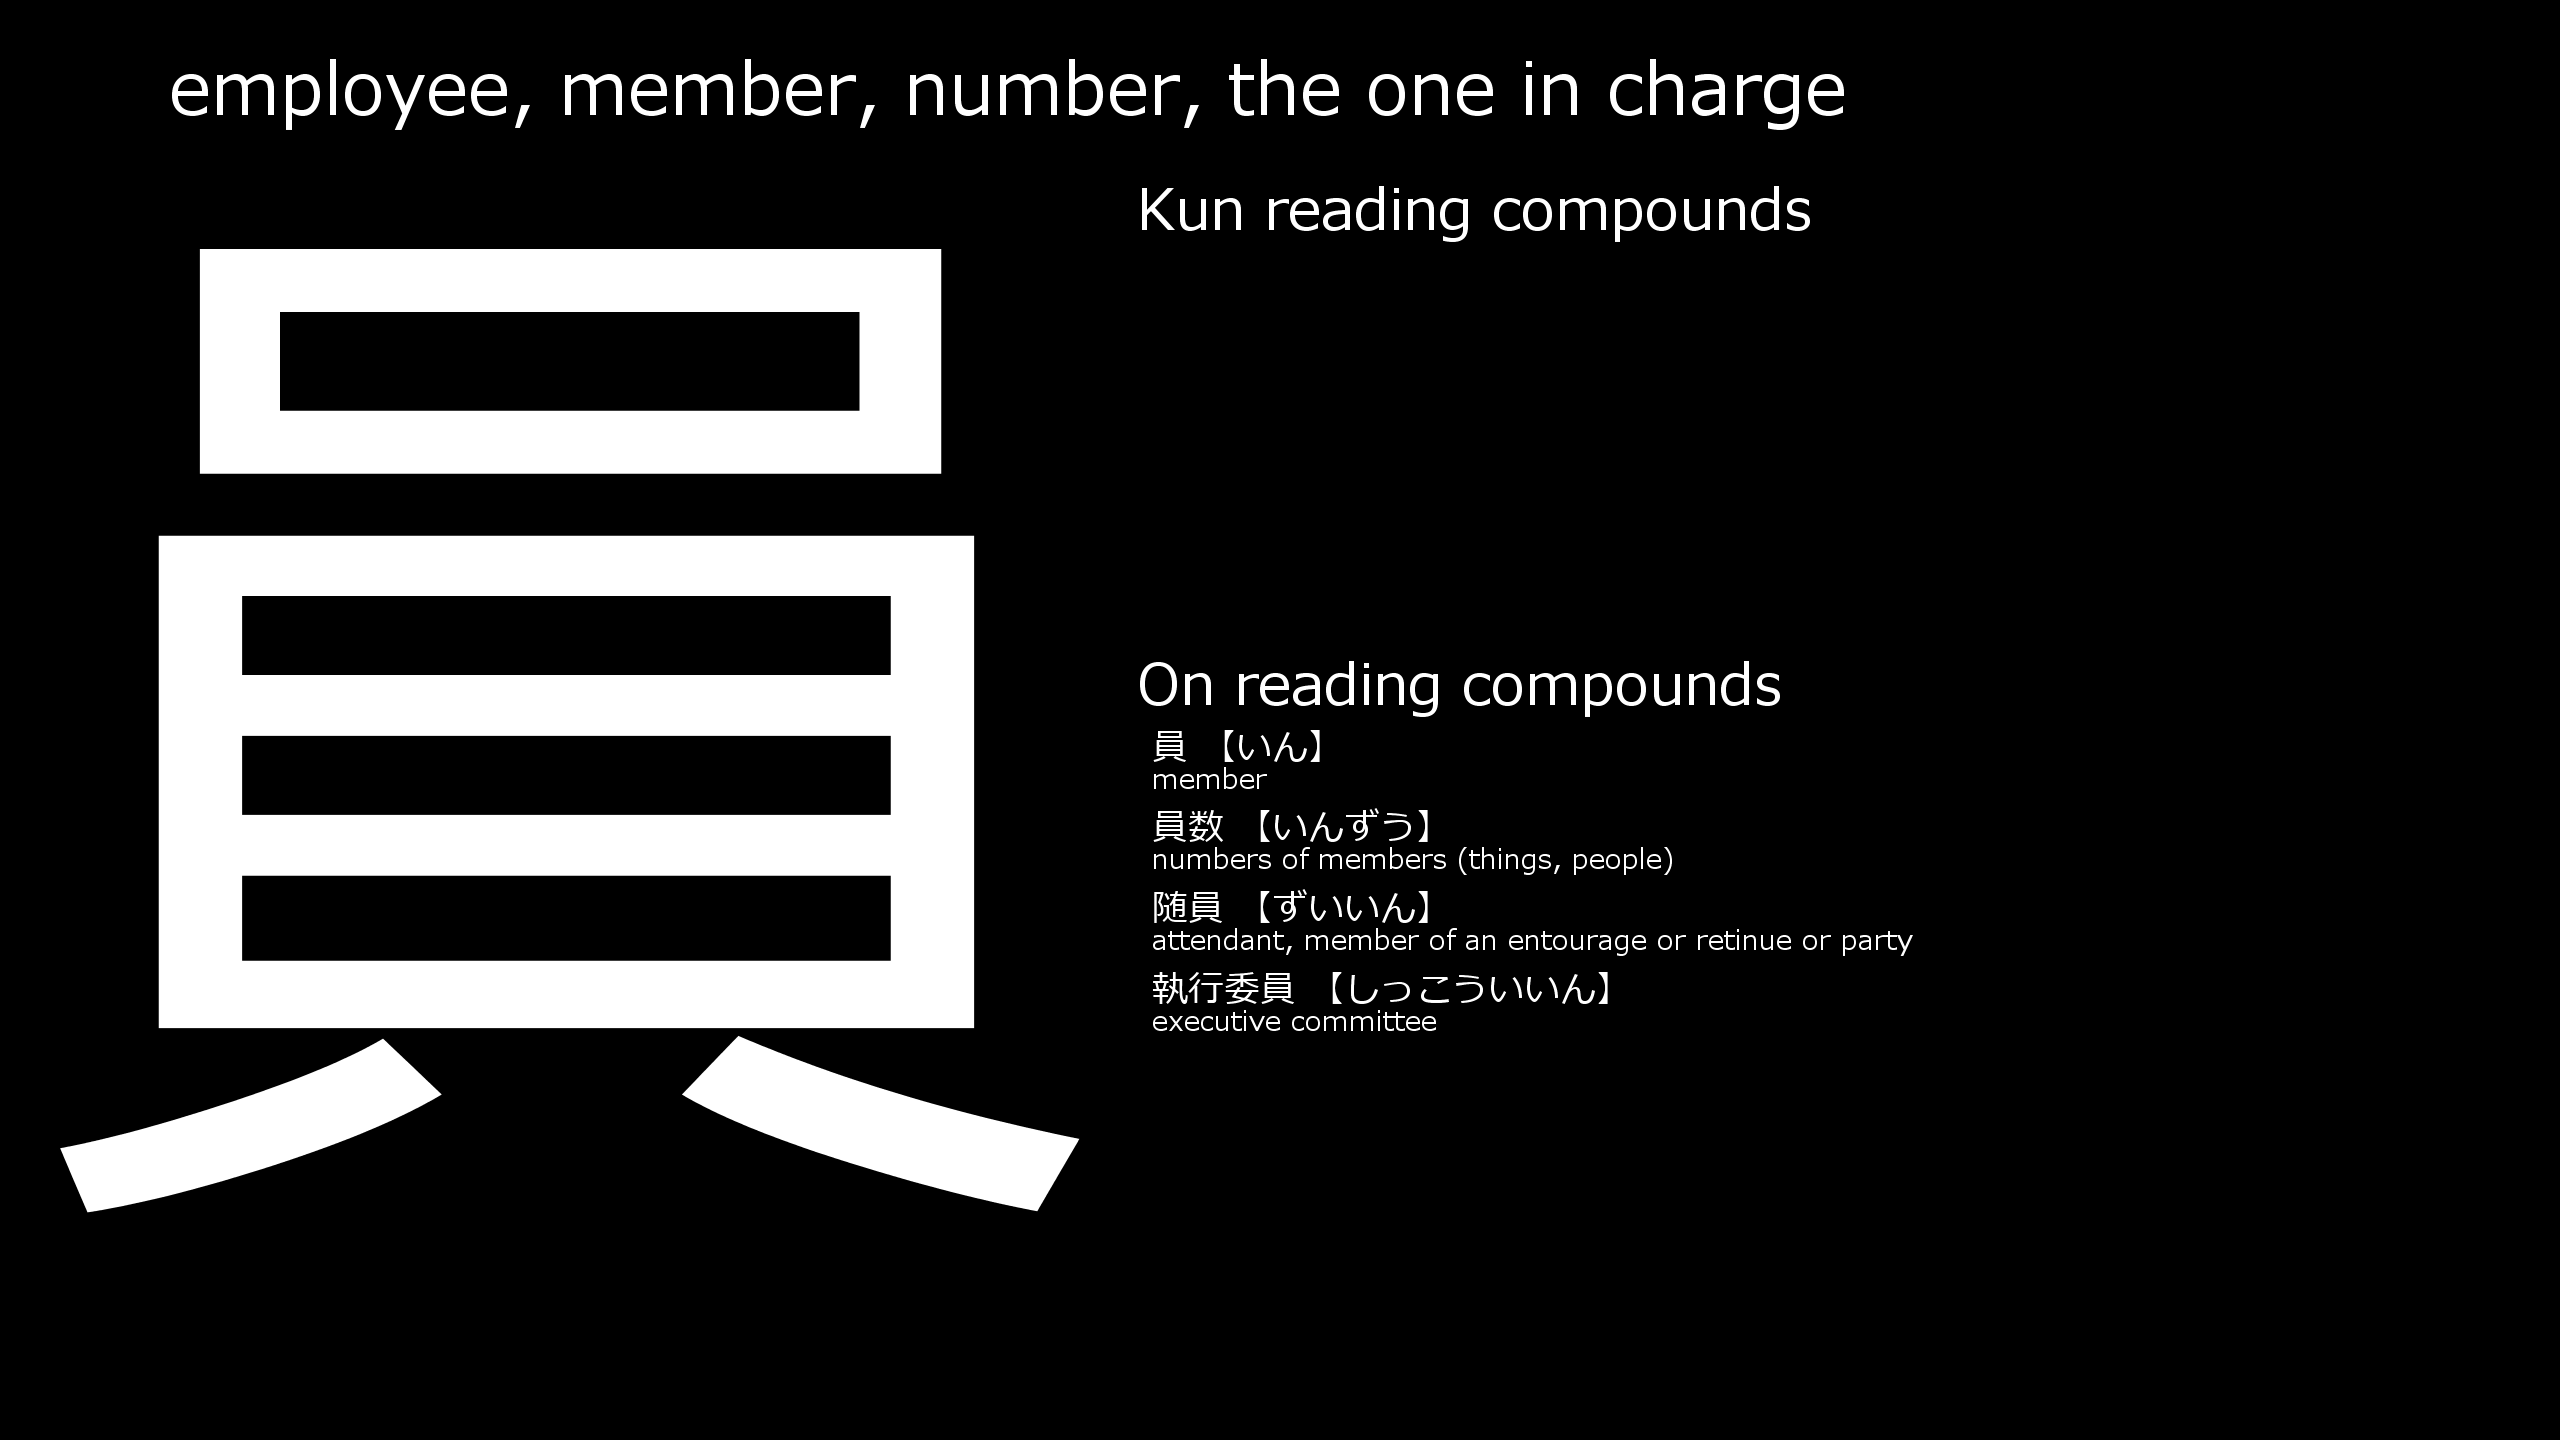 employee, member, number, the one in charge
員
Kun reading compounds
On reading compounds
員 【いん】
member
員数 【いんずう】
numbers of members (things, people)
随員 【ずいいん】
attendant, member of an entourage or retinue or party
執行委員 【しっこういいん】
executive committee